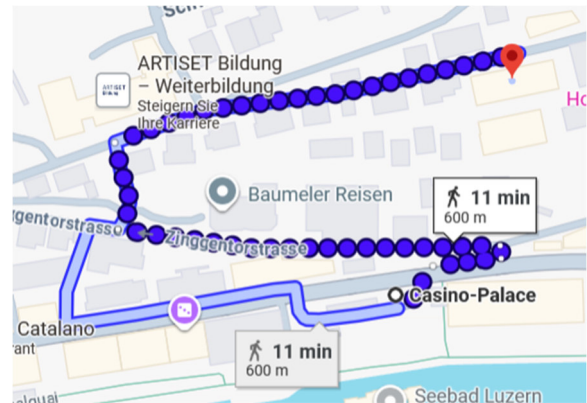 ARTISET Bildung
– Weiterbildung
Steigern Sie
Ihre Karriere
Baumeler Reisen
11 min
600 m
Zinggentorstrasse
Casino-Palace
Catalano
11 min
600 m
Seebad Luzern